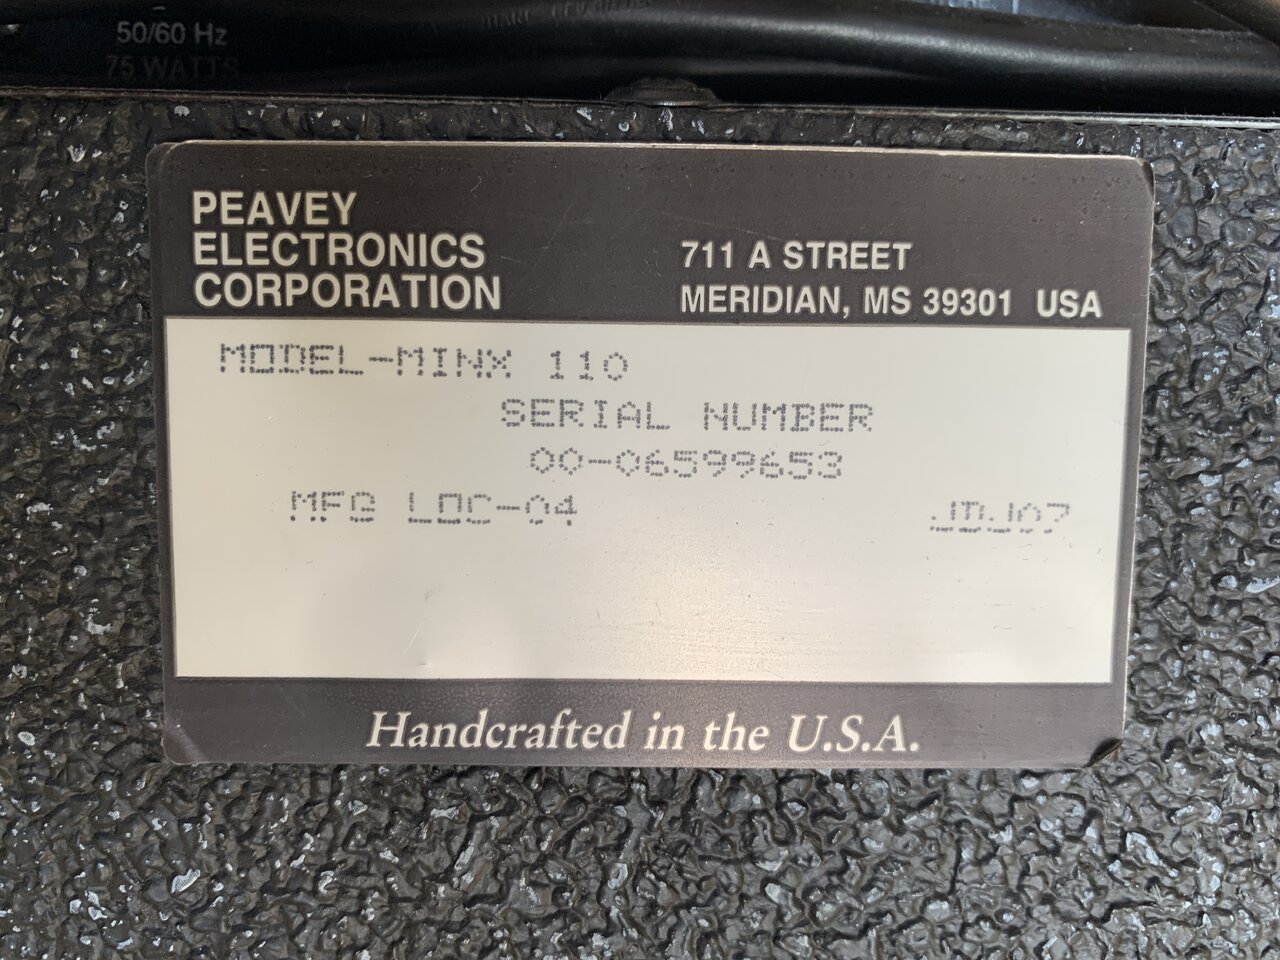 50/60 Hz
75 WATTS
PEAVEY
ELECTRONICS
CORPORATION
711 A STREET
MERIDIAN, MS 39301 USA
MODEL-MINX 110
SERIAL NUMBER
00-06599653
MFG LOC-04
Handcrafted in the U.S.A.